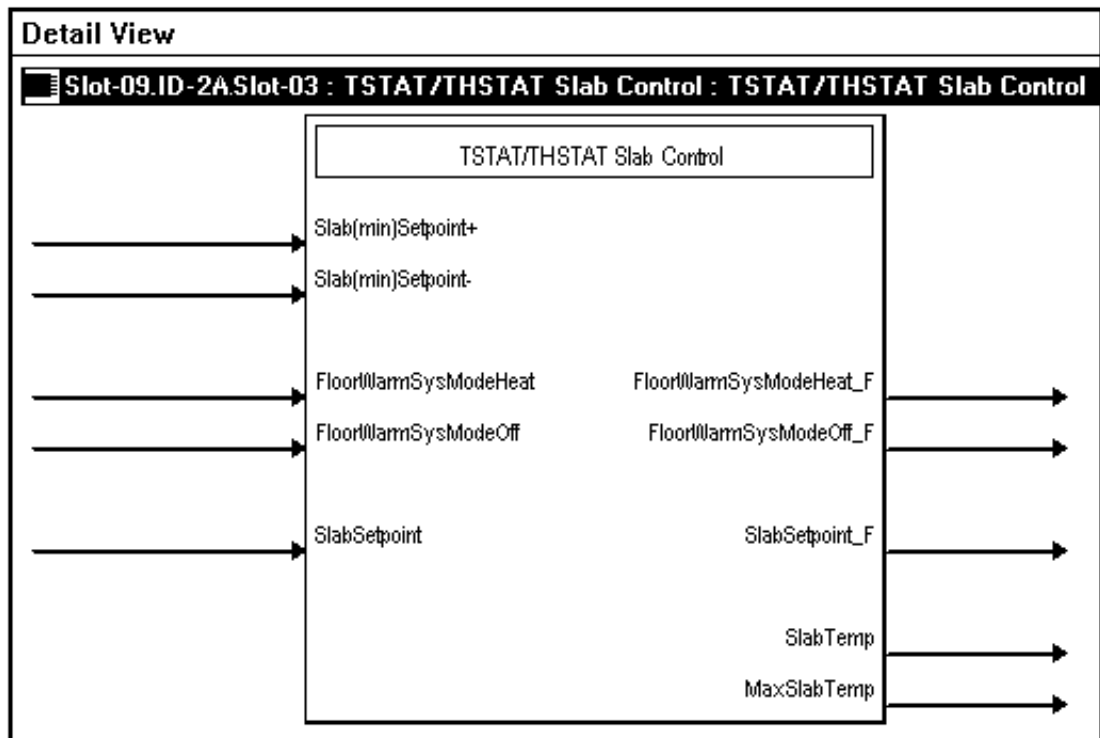 Detail View
Slot-09.ID-2A.Slot-03 : TSTAT/THSTAT Slab Control : TSTAT/THSTAT Slab Control
TSTAT/THSTAT Slab Control
Slab(min)Setpoint+
Slab(min)Setpoint-
FloorWarmSysModeHeat FloorWarmSysModeHeat_F
FloorWarmSysModeOff FloorWarmSysModeOff_F
SlabSetpoint SlabSetpoint_F
SlabTemp
MaxSlabTemp